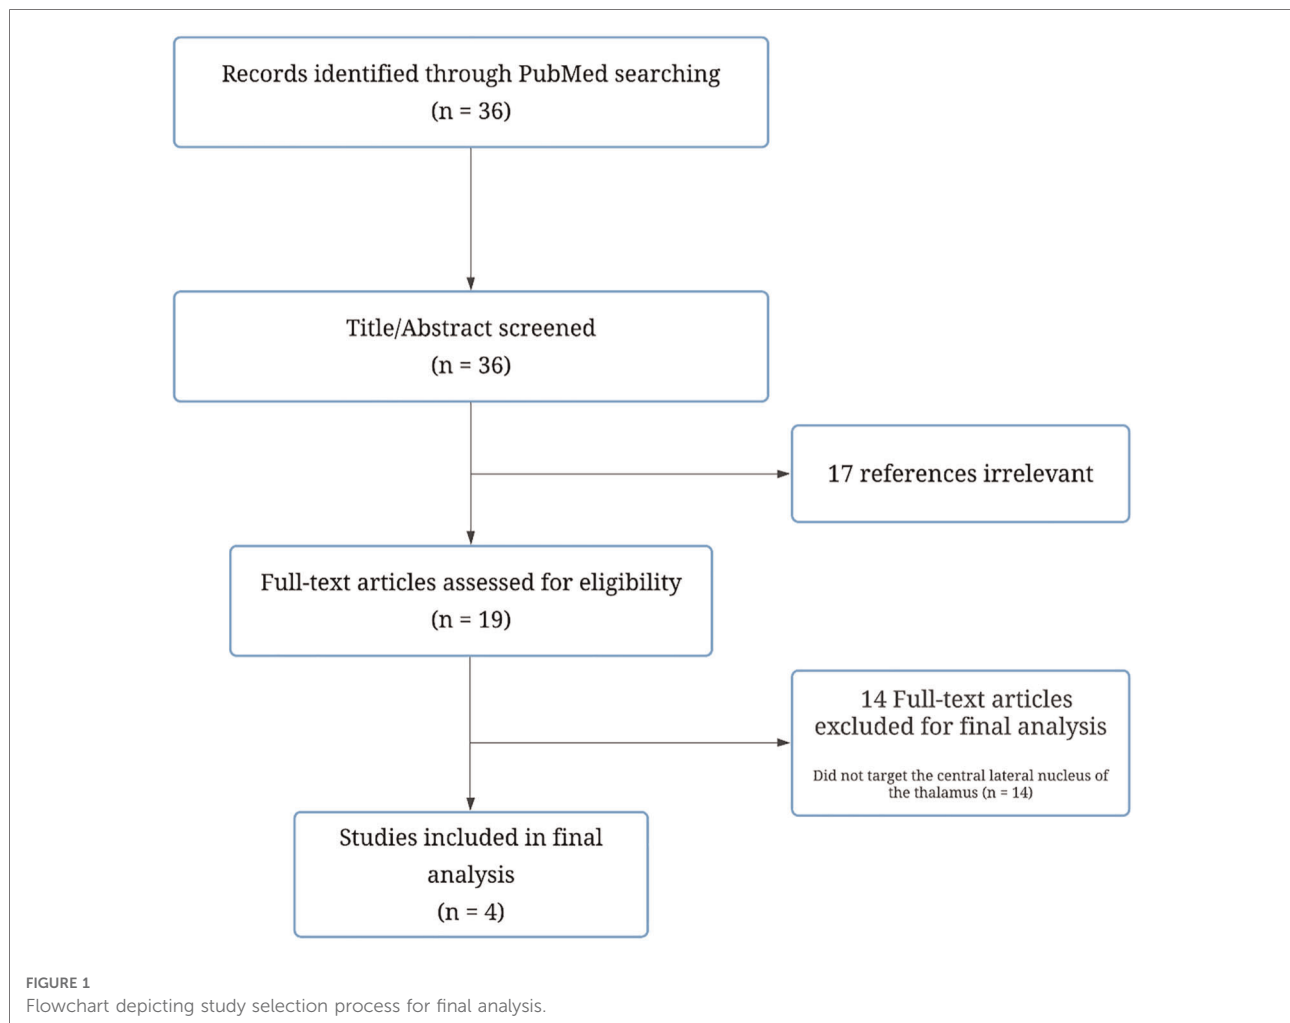 Records identified through PubMed searching
(n = 36)
Title/Abstract screened
(n = 36)
17 references irrelevant
Full-text articles assessed for eligibility
(n = 19)
14 Full-text articles
excluded for final analysis
Did not target the central lateral nucleus of
the thalamus (n = 14)
Studies included in final
analysis
(n = 4)
FIGURE 1
Flowchart depicting study selection process for final analysis.